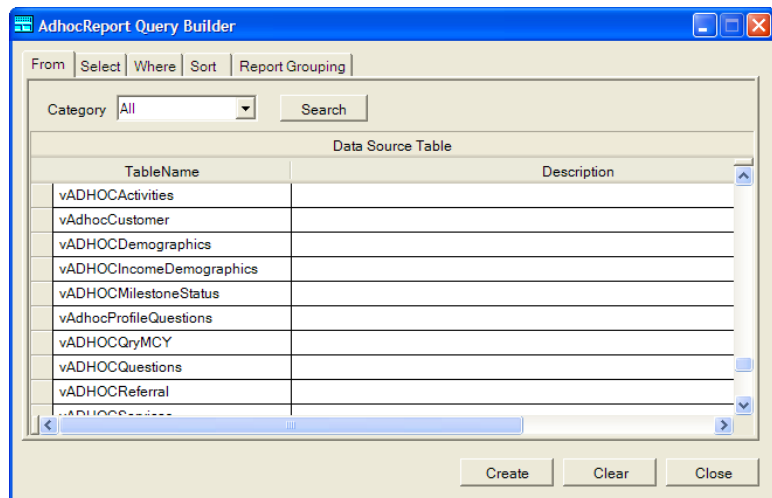 AdhocReport Query Builder
From Select Where Sort Report Grouping
Category All Search
Data Source Table
TableName Description
vADHOCActivities
vAdhocCustomer
vADHOCDemographics
vADHOCIncomeDemographics
vADHOCMilestoneStatus
vAdhocProfileQuestions
vADHOCQryMCY
vADHOCQuestions
vADHOCReferral
vADHOCServices
Create Clear Close